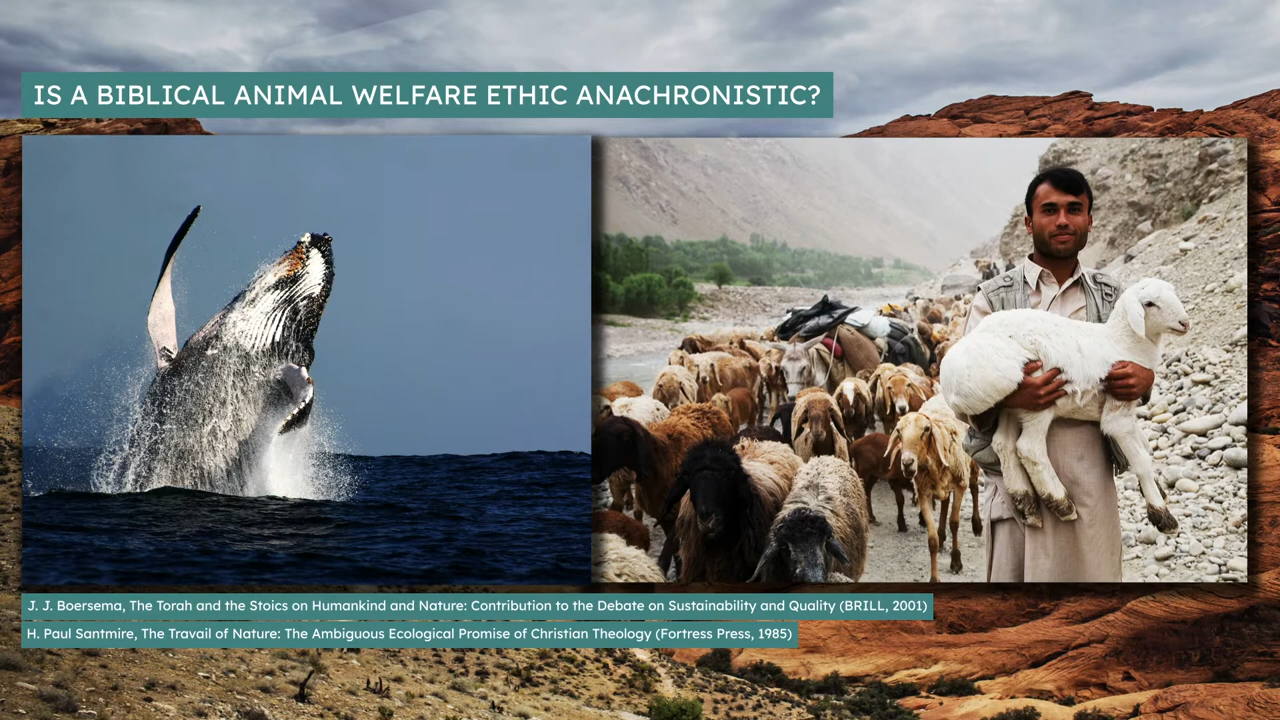 IS A BIBLICAL ANIMAL WELFARE ETHIC ANACHRONISTIC?
J. J. Boersema, The Torah and the Stoics on Humankind and Nature: Contribution to the Debate on Sustainability and Quality (BRILL, 2001)
H. Paul Santmire, The Travail of Nature: The Ambiguous Ecological Promise of Christian Theology (Fortress Press, 1985)